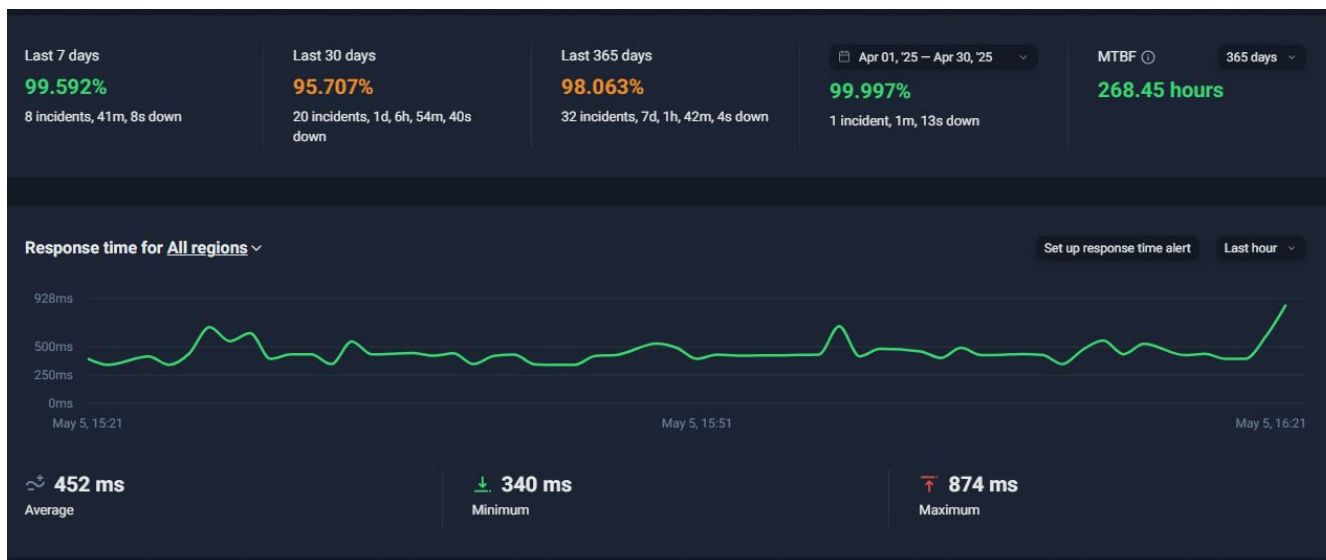 Last 7 days
99.592%
8 incidents, 41m, 8s down
Last 30 days
95.707%
20 incidents, 1d, 6h, 54m, 40s
down
Last 365 days
98.063%
32 incidents, 7d, 1h, 42m, 4s down
Apr 01, '25 — Apr 30, '25
99.997%
1 incident, 1m, 13s down
MTBF
365 days
268.45 hours
Response time for All regions
Set up response time alert
Last hour
928ms
500ms
250ms
0ms
May 5, 15:21
May 5, 15:51
May 5, 16:21
452 ms
Average
340 ms
Minimum
874 ms
Maximum